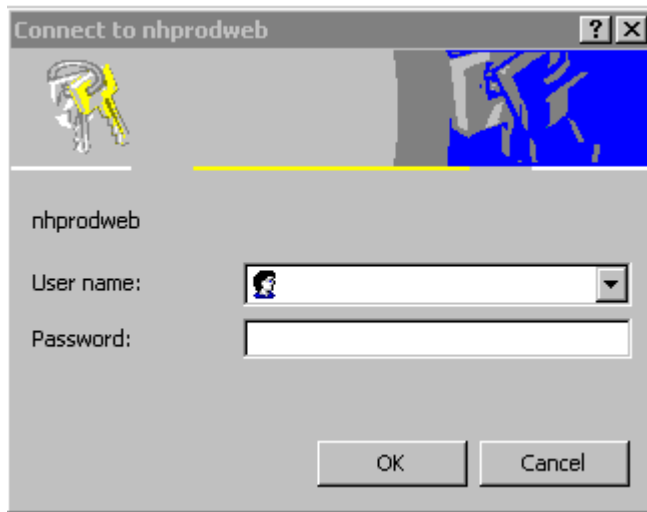 Connect to nhprodweb
nhprodweb
User name:
Password:
OK Cancel